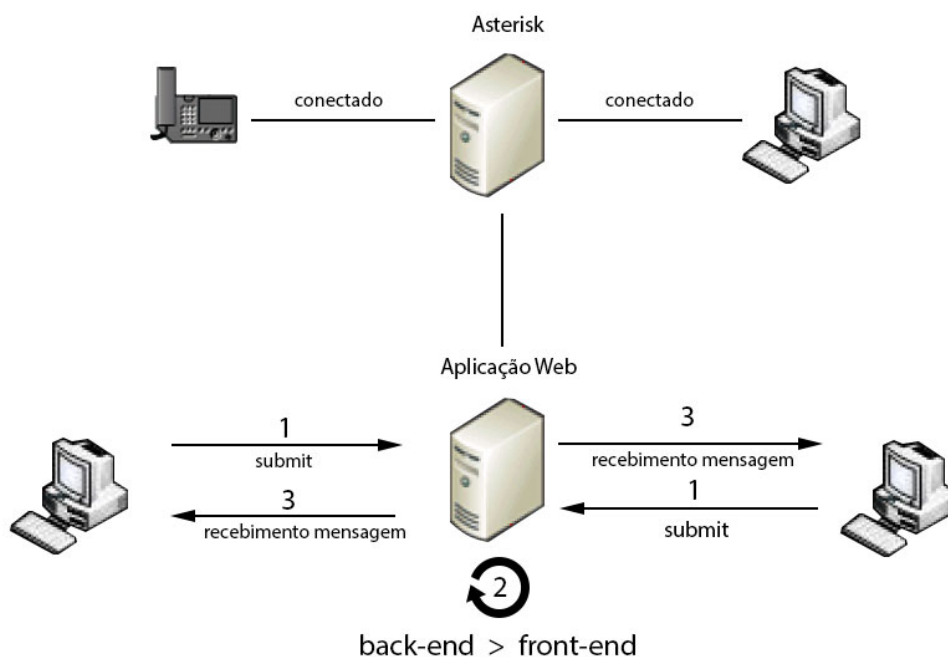 Asterisk
conectado
conectado
Aplicação Web
1
submit
3
recebimento mensagem
3
recebimento mensagem
1
submit
2
back-end > front-end